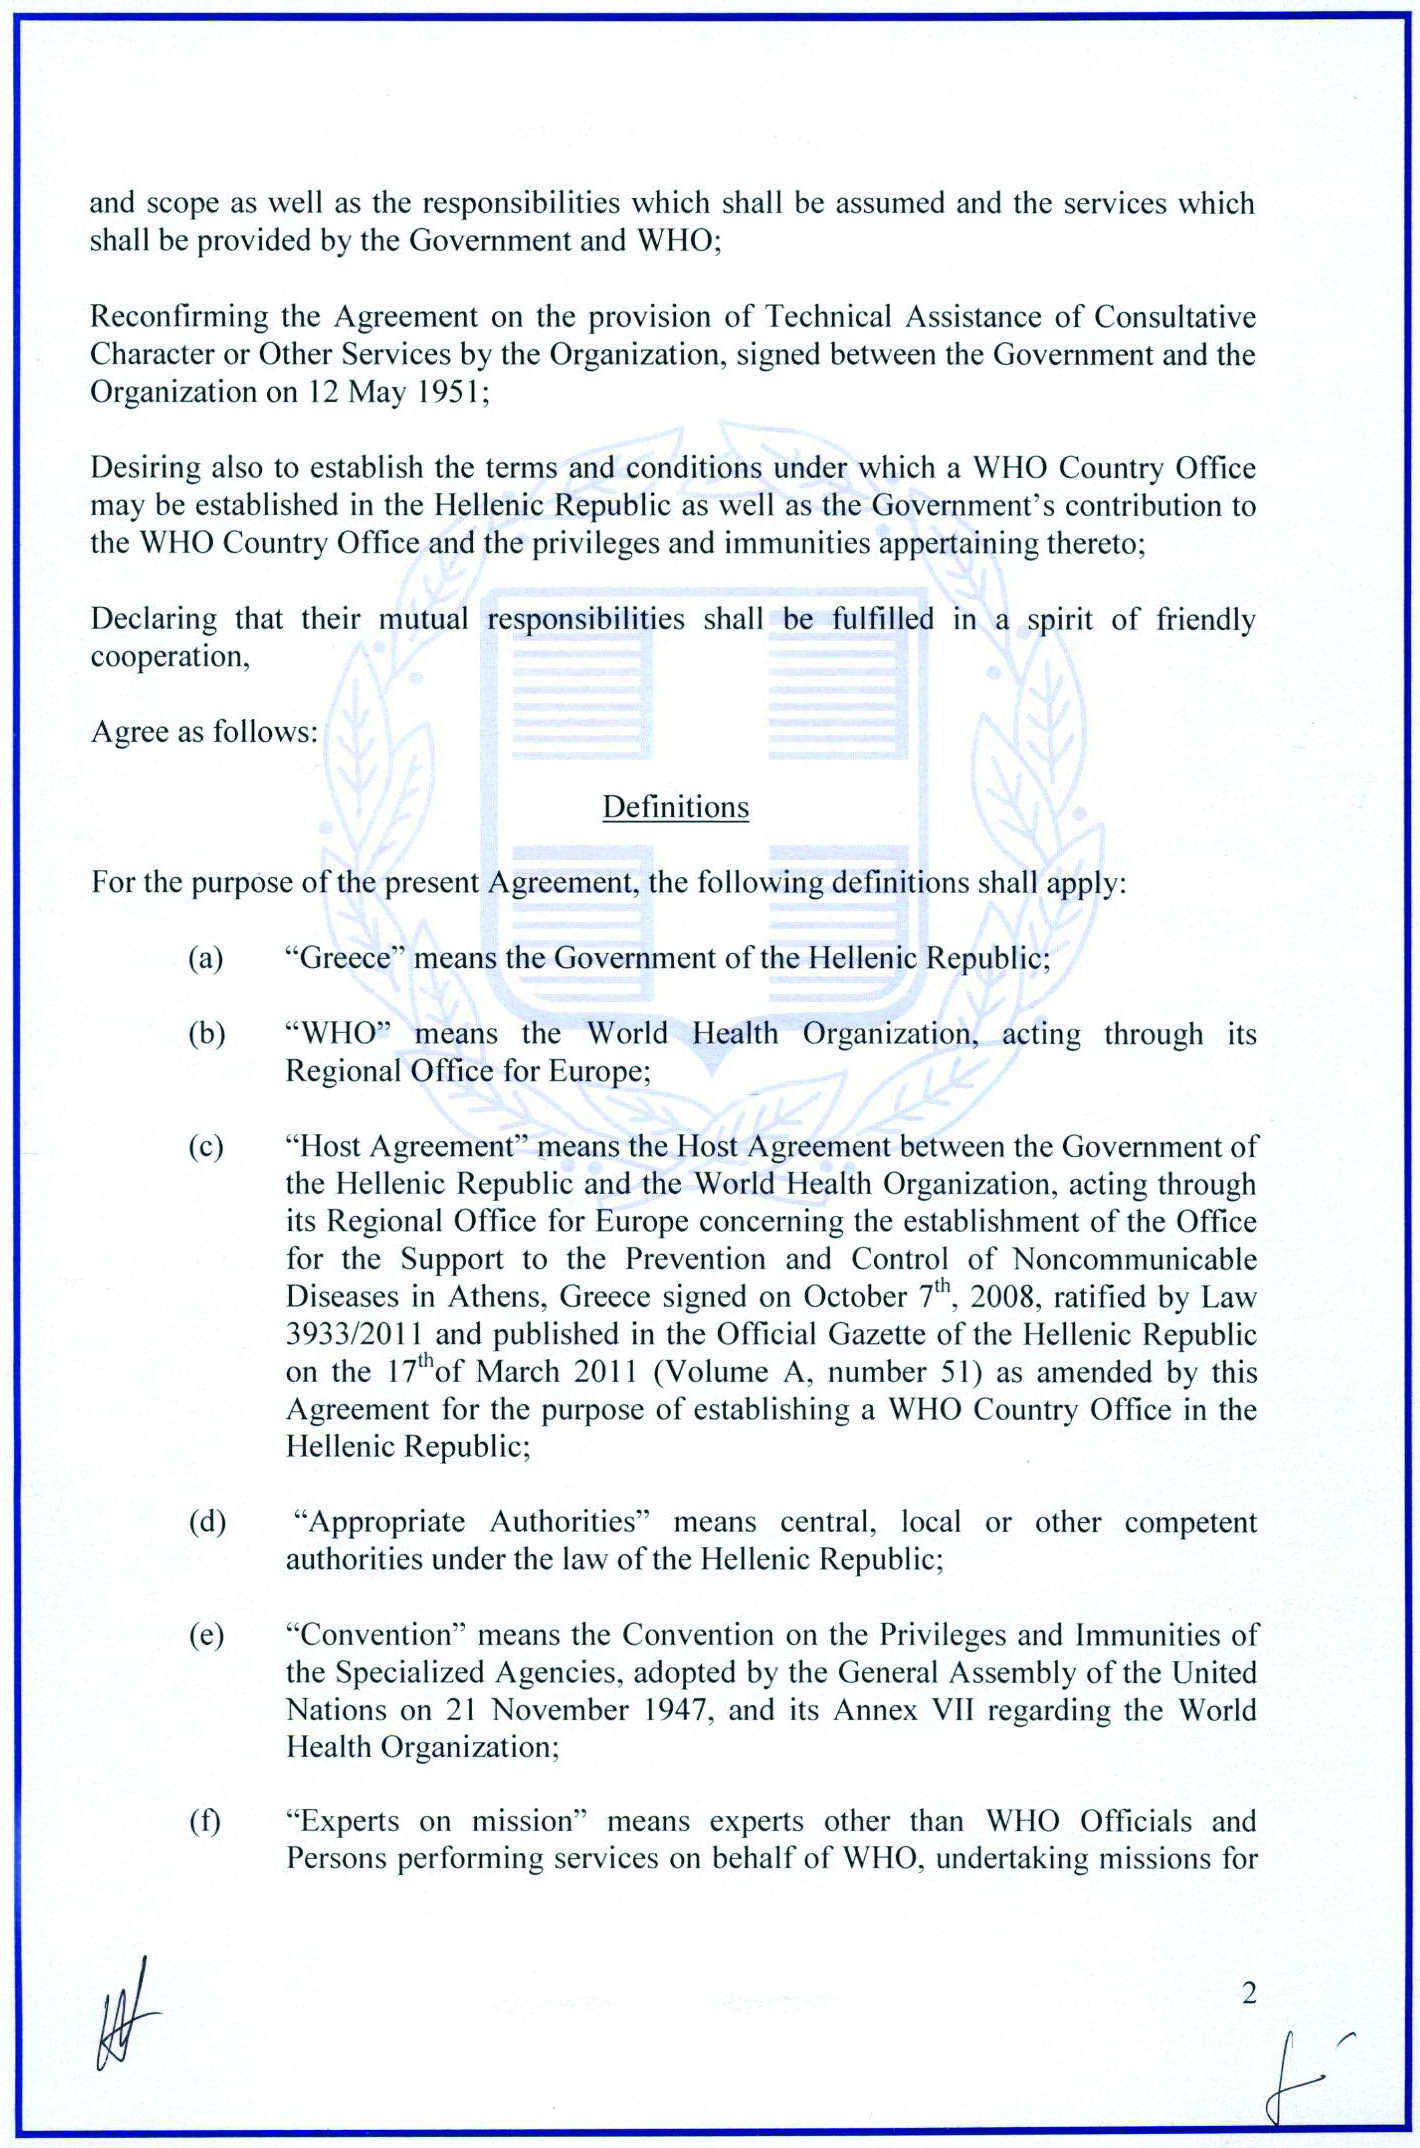 and scope as well as the responsibilities which shall be assumed and the services which
shall be provided by the Government and WHO;
Reconfirming the Agreement on the provision of Technical Assistance of Consultative
Character or Other Services by the Organization, signed between the Government and the
Organization on 12 May 1951;
Desiring also to establish the terms and conditions under which a WHO Country Office
may be established in the Hellenic Republic as well as the Government’s contribution to
the WHO Country Office and the privileges and immunities appertaining thereto;
Declaring that their mutual responsibilities shall be fulfilled in a spirit of friendly
cooperation,
Agree as follows:
Definitions
For the purpose of the present Agreement, the following definitions shall apply:
(a) “Greece” means the Government of the Hellenic Republic;
(b) “WHO” means the World Health Organization, acting through its
Regional Office for Europe;
(c) “Host Agreement” means the Host Agreement between the Government of
the Hellenic Republic and the World Health Organization, acting through
its Regional Office for Europe concerning the establishment of the Office
for the Support to the Prevention and Control of Noncommunicable
Diseases in Athens, Greece signed on October 7th, 2008, ratified by Law
3933/2011 and published in the Official Gazette of the Hellenic Republic
on the 17thof March 2011 (Volume A, number 51) as amended by this
Agreement for the purpose of establishing a WHO Country Office in the
Hellenic Republic;
(d) “Appropriate Authorities” means central, local or other competent
authorities under the law of the Hellenic Republic;
(e) “Convention” means the Convention on the Privileges and Immunities of
the Specialized Agencies, adopted by the General Assembly of the United
Nations on 21 November 1947, and its Annex VII regarding the World
Health Organization;
(f) “Experts on mission” means experts other than WHO Officials and
Persons performing services on behalf of WHO, undertaking missions for
2